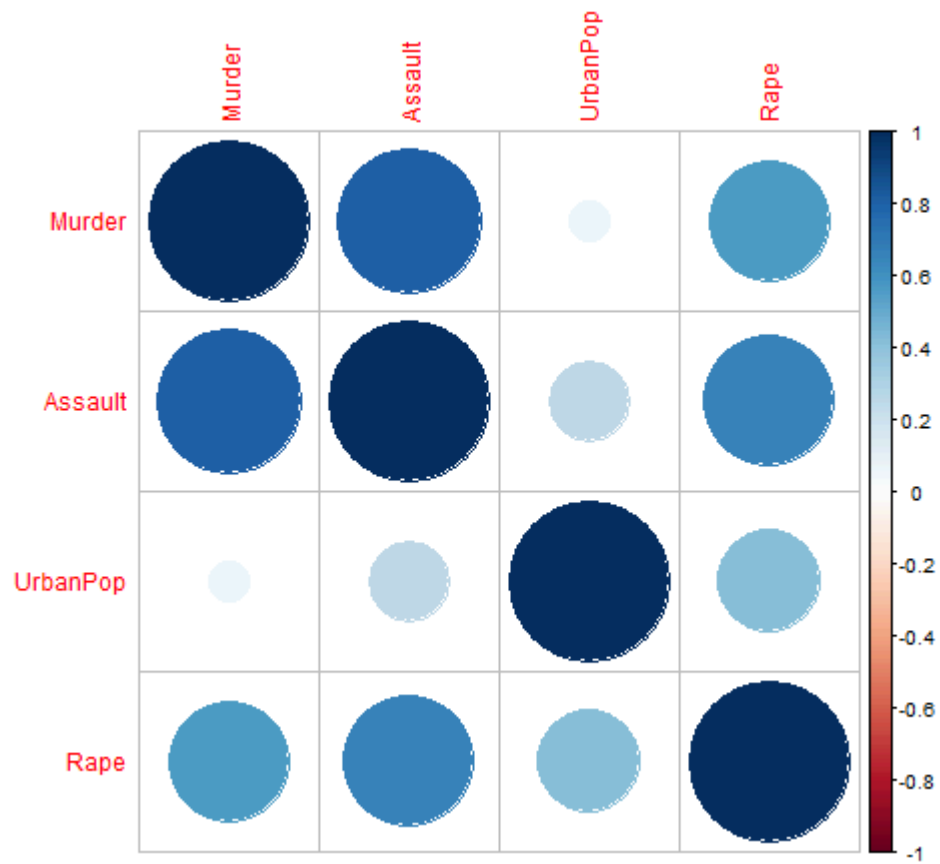 Murder
Assault
UrbanPop
Rape
Murder
Assault
UrbanPop
Rape
1
0.8
0.6
0.4
0.2
0
-0.2
-0.4
-0.6
-0.8
-1